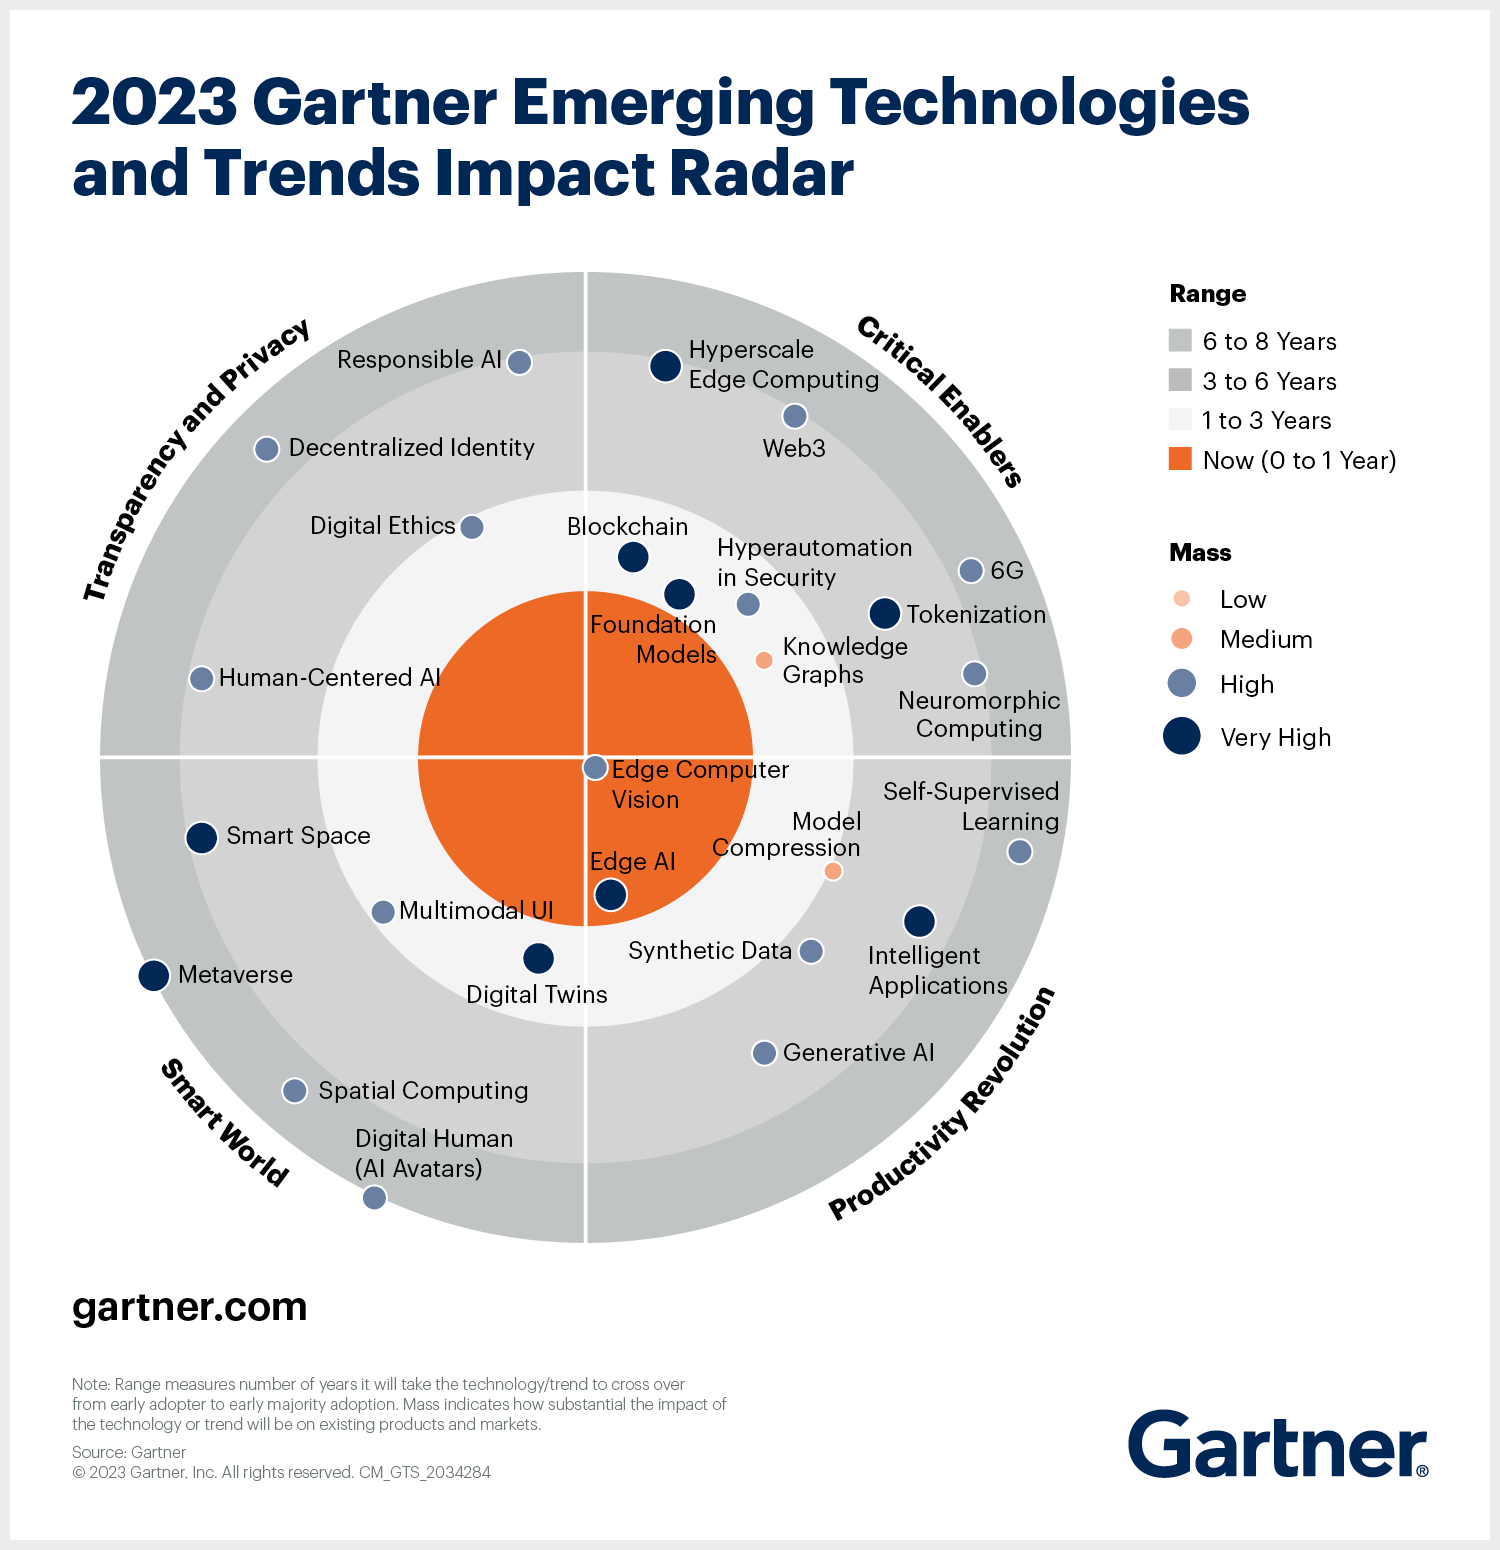 2023 Gartner Emerging Technologies
and Trends Impact Radar
Transparency and Privacy
Critical Enablers
Responsible AI
Hyperscale
Edge Computing
Web3
Decentralized Identity
Digital Ethics
Blockchain
Hyperautomation
in Security
6G
Foundation
Models
Tokenization
Knowledge
Graphs
Human-Centered AI
Neuromorphic
Computing
Edge Computer
Vision
Self-Supervised
Learning
Smart Space
Model
Compression
Edge AI
Multimodal UI
Synthetic Data
Intelligent
Applications
Metaverse
Digital Twins
Generative AI
Spatial Computing
Digital Human
(AI Avatars)
Smart World
Productivity Revolution
Range
6 to 8 Years
3 to 6 Years
1 to 3 Years
Now (0 to 1 Year)
Mass
Low
Medium
High
Very High
gartner.com
Note: Range measures number of years it will take the technology/trend to cross over
from early adopter to early majority adoption. Mass indicates how substantial the impact of
the technology or trend will be on existing products and markets.
Source: Gartner
© 2023 Gartner, Inc. All rights reserved. CM_GTS_2034284
Gartner®